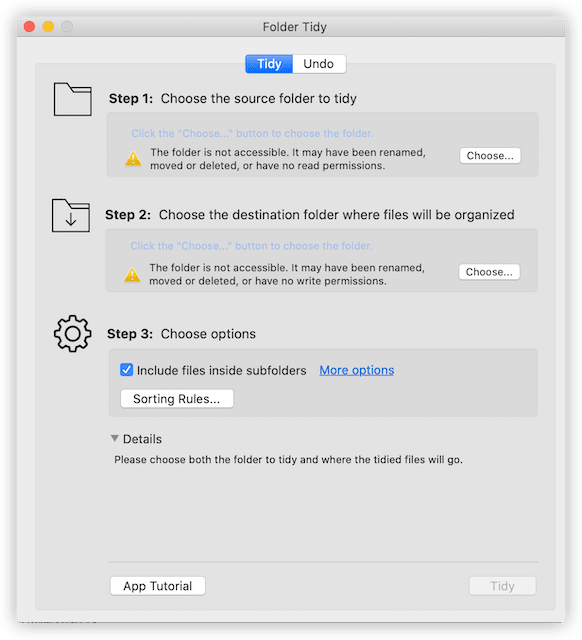 Folder Tidy
Tidy Undo
Step 1: Choose the source folder to tidy
Click the "Choose..." button to choose the folder.
The folder is not accessible. It may have been renamed,
moved or deleted, or have no read permissions.
Choose...
Step 2: Choose the destination folder where files will be organized
Click the "Choose..." button to choose the folder.
The folder is not accessible. It may have been renamed,
moved or deleted, or have no write permissions.
Choose...
Step 3: Choose options
Include files inside subfolders More options
Sorting Rules...
Details
Please choose both the folder to tidy and where the tidied files will go.
App Tutorial Tidy